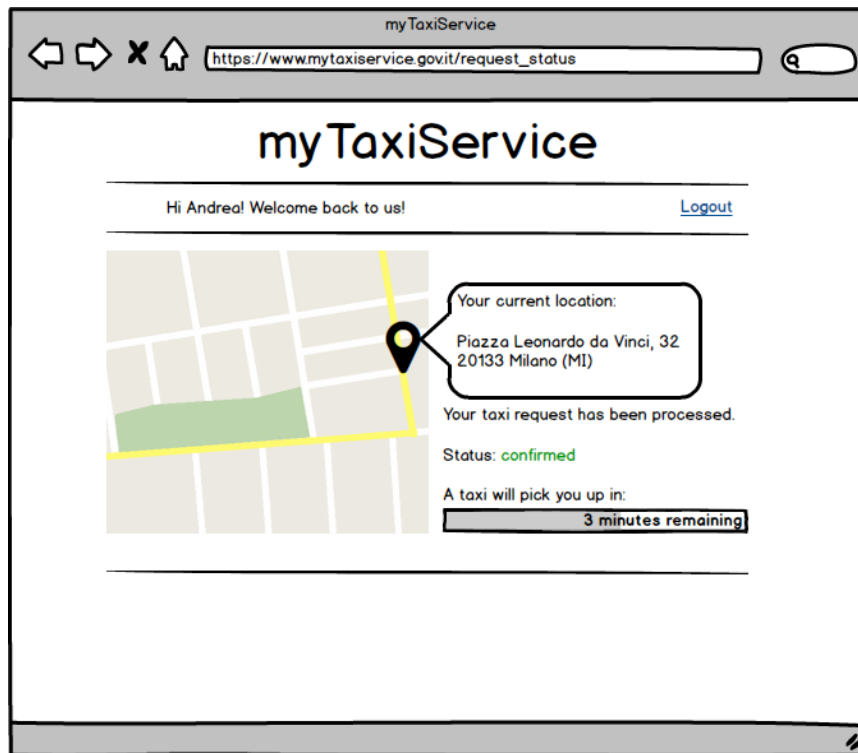 myTaxiService
https://www.mytaxiservice.gov.it/request_status
myTaxiService
Hi Andrea! Welcome back to us!
Logout
Your current location:
Piazza Leonardo da Vinci, 32
20133 Milano (MI)
Your taxi request has been processed.
Status: confirmed
A taxi will pick you up in:
3 minutes remaining